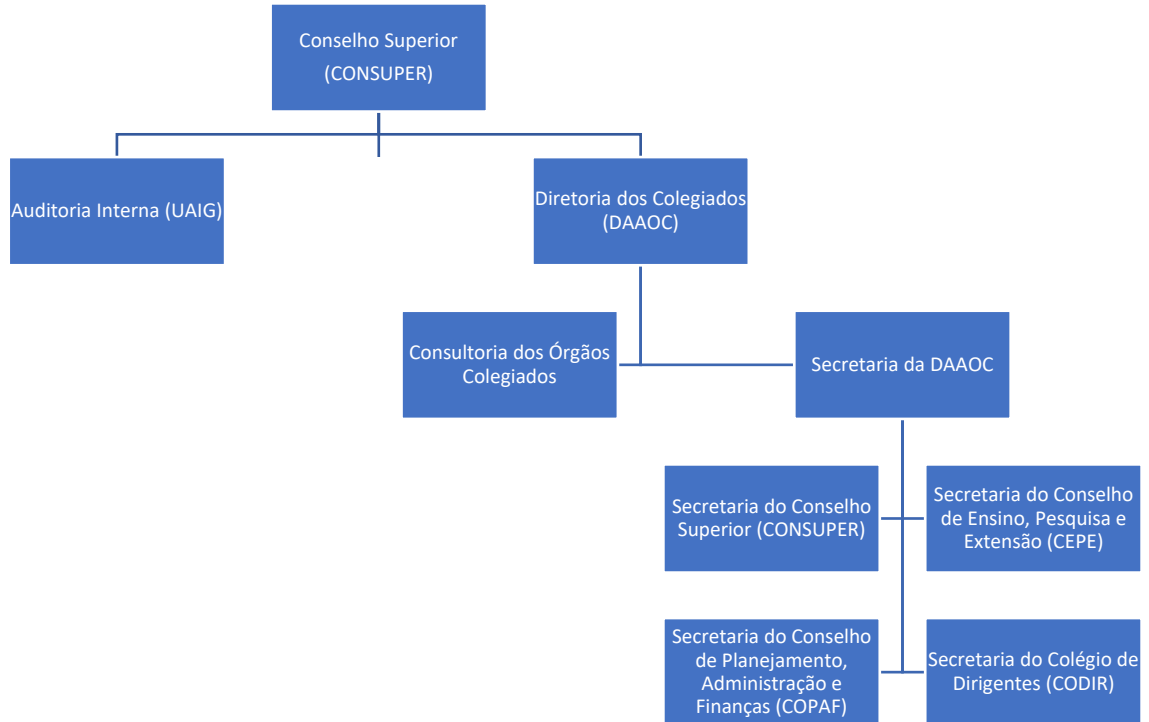 Conselho Superior
(CONSUPER)
Auditoria Interna (UAIG)
Diretoria dos Colegiados
(DAAOC)
Consultoria dos Órgãos
Colegiados
Secretaria da DAAOC
Secretaria do Conselho
Superior (CONSUPER)
Secretaria do Conselho
de Ensino, Pesquisa e
Extensão (CEPE)
Secretaria do Conselho
de Planejamento,
Administração e
Finanças (COPAF)
Secretaria do Colégio de
Dirigentes (CODIR)